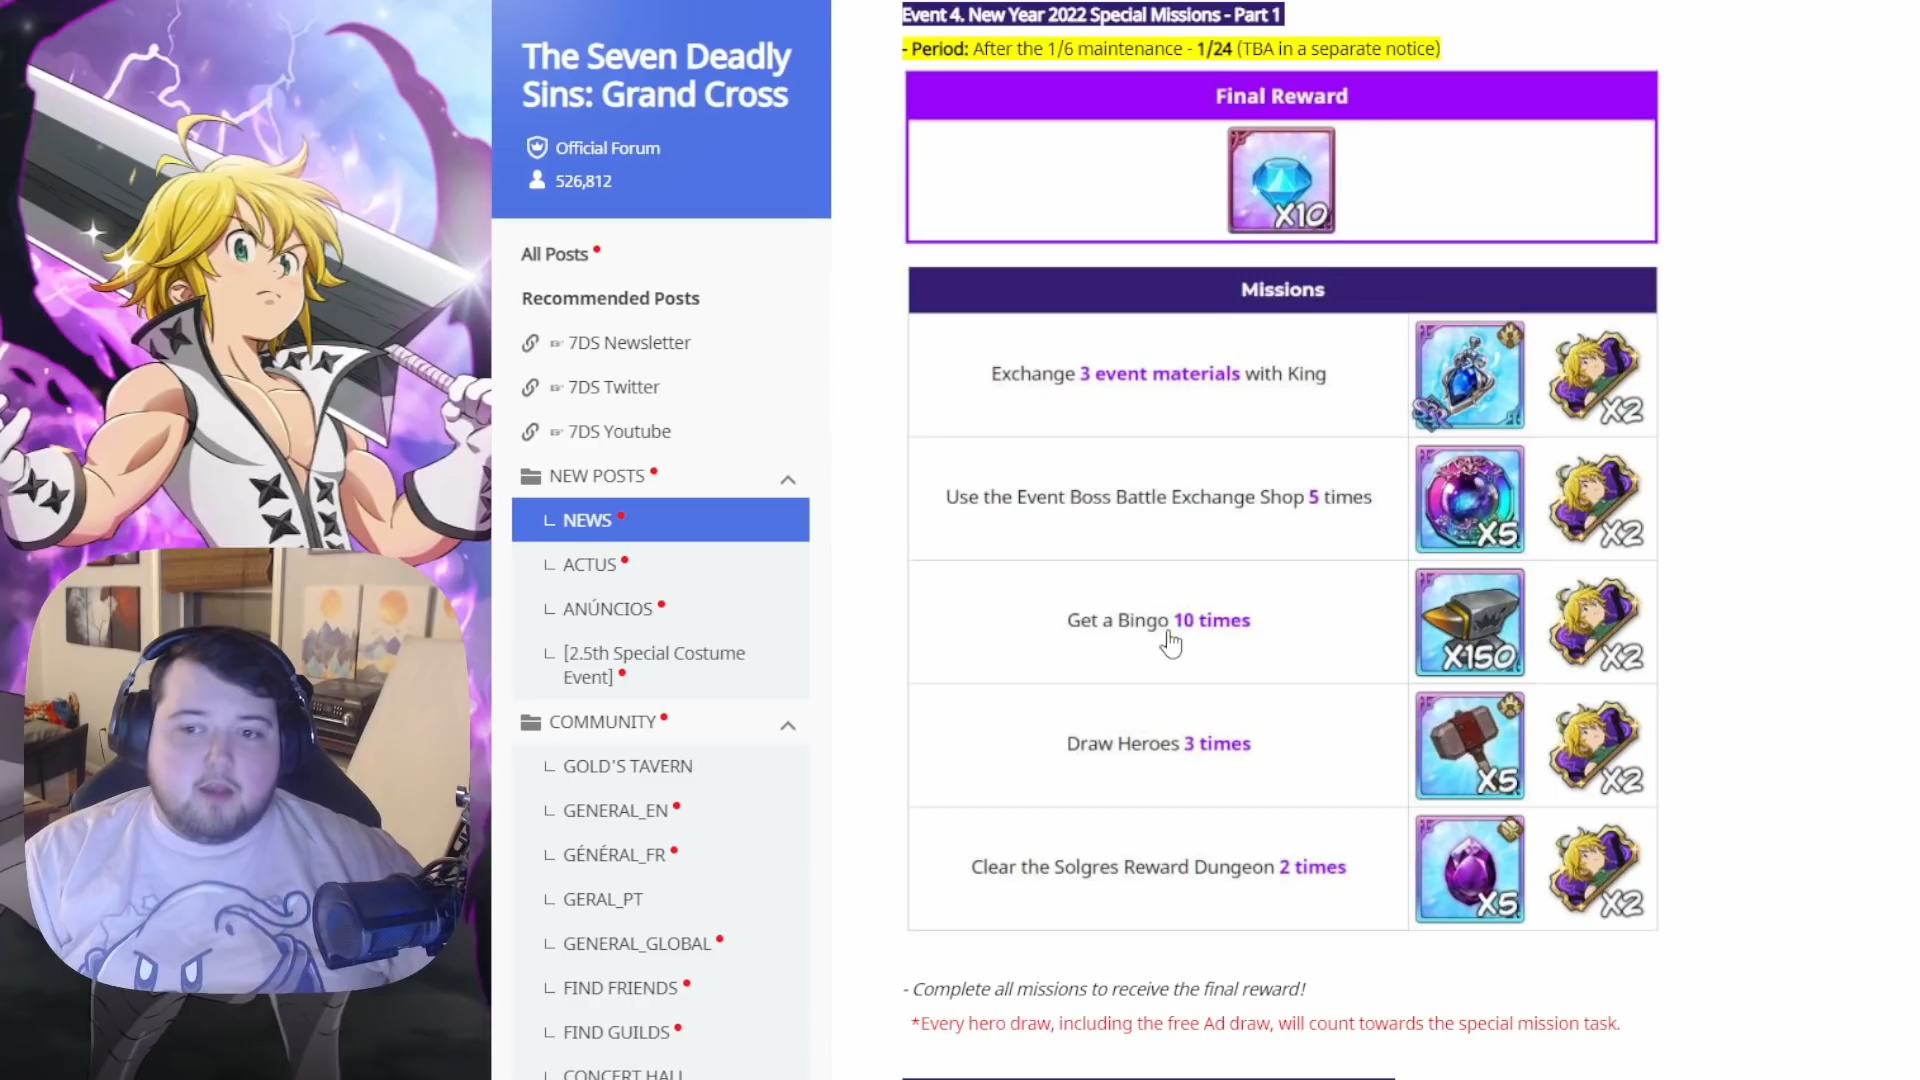 The Seven Deadly
Sins: Grand Cross
Official Forum
526,812
All Posts
Recommended Posts
☞ 7DS Newsletter
☞ 7DS Twitter
☞ 7DS Youtube
NEW POSTS
NEWS
ACTUS
ANÚNCIOS
[2.5th Special Costume
Event]
COMMUNITY
GOLD'S TAVERN
GENERAL_EN
GÉNÉRAL_FR
GERAL_PT
GENERAL_GLOBAL
FIND FRIENDS
FIND GUILDS
CONCERT HALL
Event 4. New Year 2022 Special Missions - Part 1
- Period: After the 1/6 maintenance - 1/24 (TBA in a separate notice)
Final Reward
X10
Missions
Exchange 3 event materials with King
SR
X2
Use the Event Boss Battle Exchange Shop 5 times
X5
X2
Get a Bingo 10 times
X150
X2
Draw Heroes 3 times
X5
X2
Clear the Solgres Reward Dungeon 2 times
X5
X2
- Complete all missions to receive the final reward!
*Every hero draw, including the free Ad draw, will count towards the special mission task.